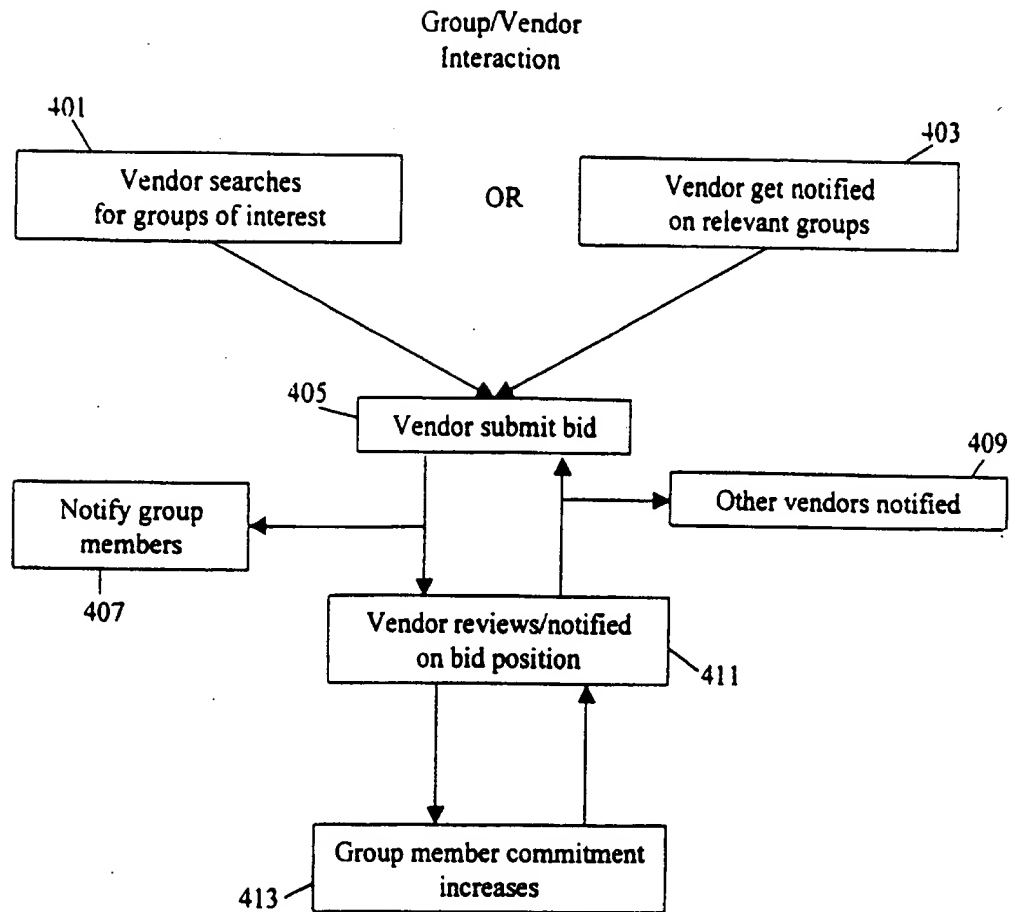 Group/Vendor
Interaction
401
403
Vendor searches
for groups of interest
OR
Vendor get notified
on relevant groups
405
Vendor submit bid
409
Other vendors notified
Notify group
members
407
Vendor reviews/notified
on bid position
411
Group member commitment
increases
413